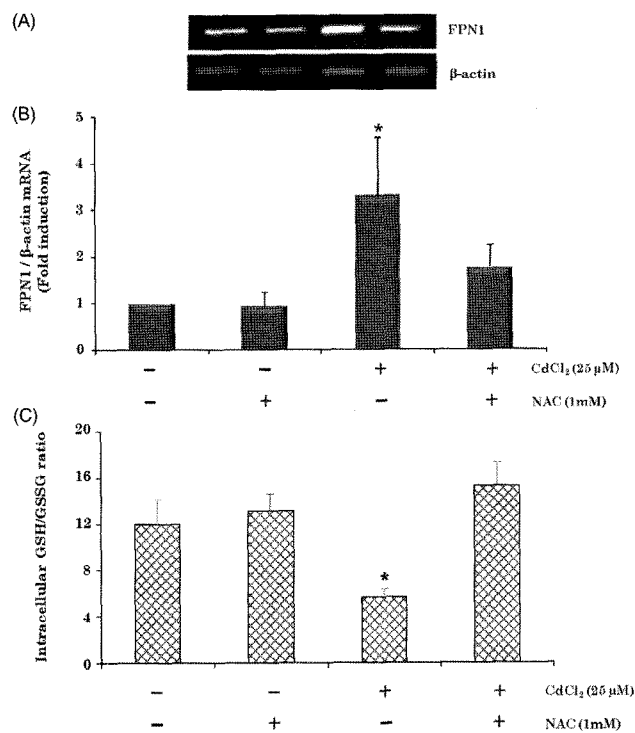 (A)
FPN1
β-actin
(B)
FPN1 / β-actin mRNA
(Fold induction)
5
4
3
2
1
0
*
− − + + CdCl₂ (25 µM)
− + − + NAC (1mM)
(C)
Intracellular GSH/GSSG ratio
20
16
12
8
4
0
*
− − + + CdCl₂ (25 µM)
− + − + NAC (1mM)